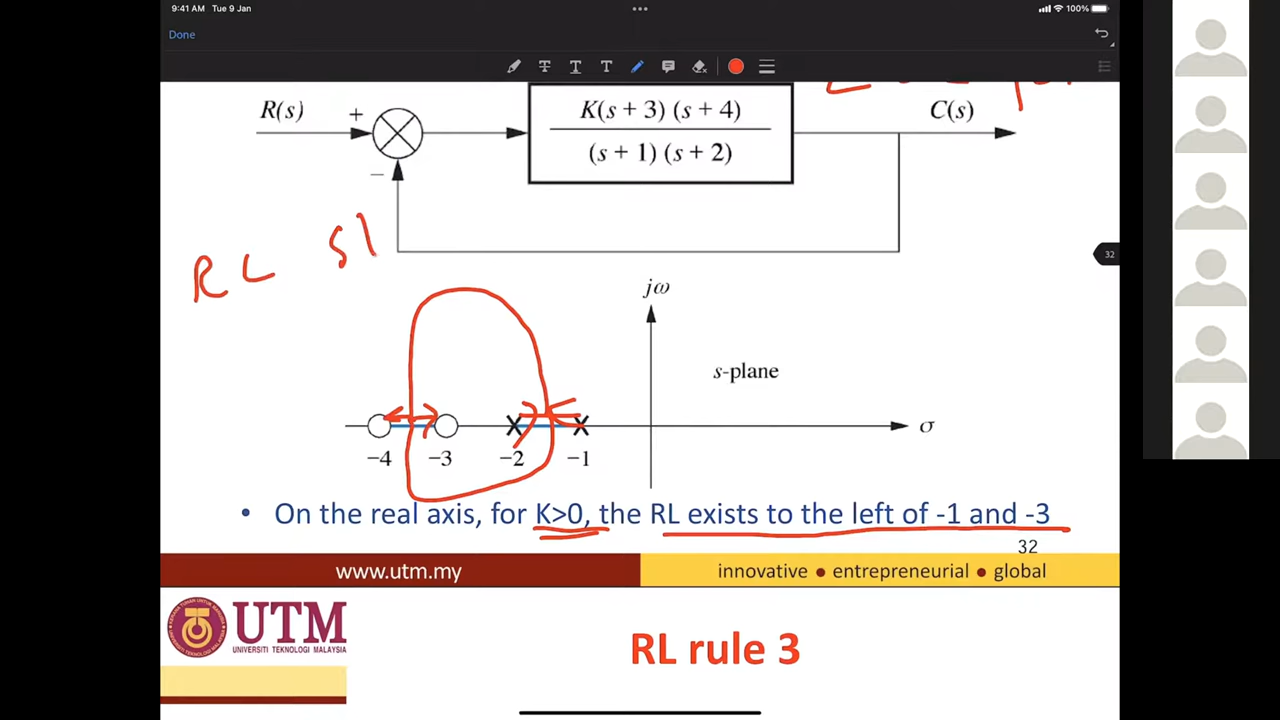 9:41 AM Tue 9 Jan
100%
Done
R(s)
+
K(s + 3) (s + 4)
(s + 1) (s + 2)
C(s)
−
32
RL
jω
s-plane
σ
−4 −3 −2 −1
• On the real axis, for K>0, the RL exists to the left of -1 and -3
32
www.utm.my
innovative ● entrepreneurial ● global
UTM
UNIVERSITI TEKNOLOGI MALAYSIA
RL rule 3